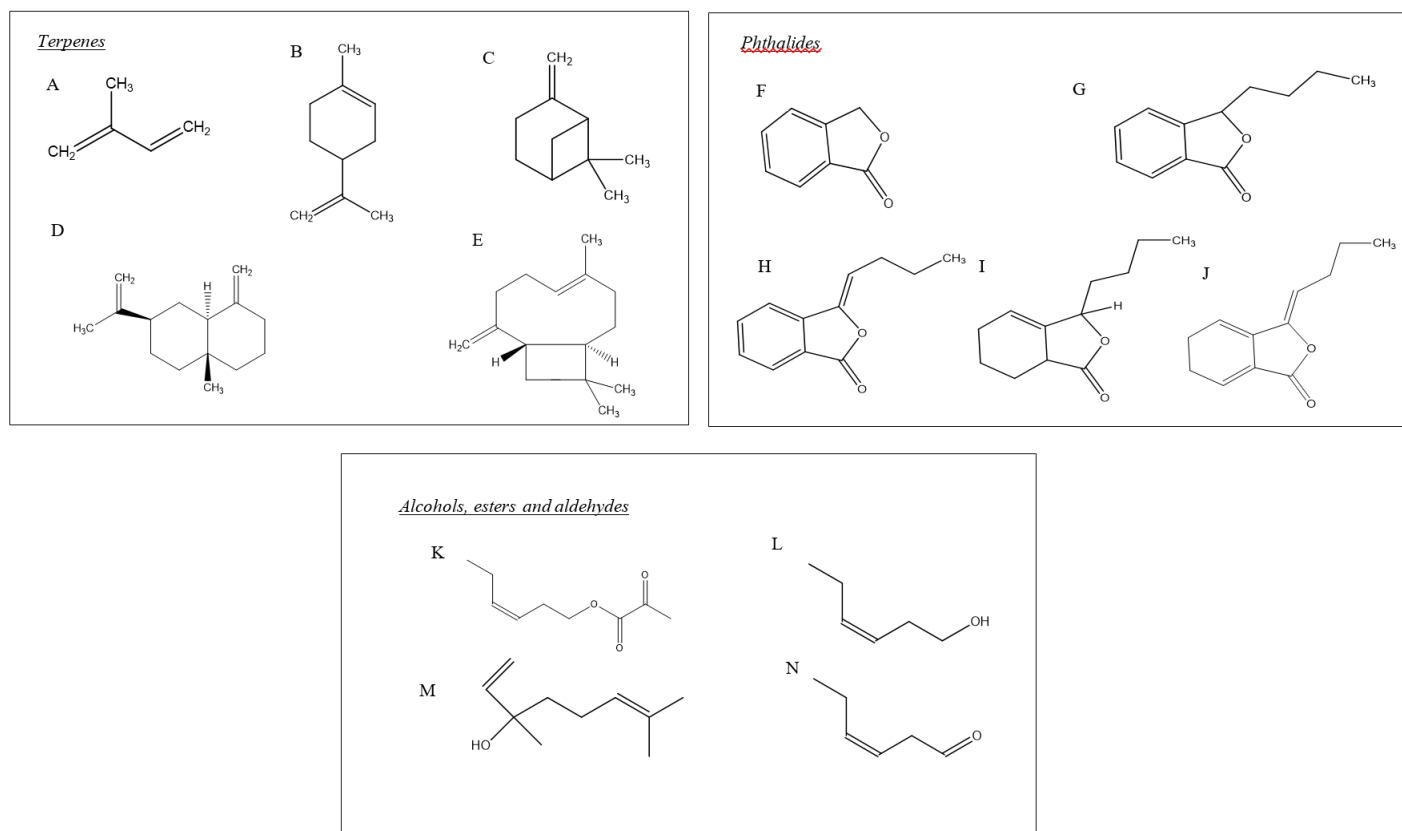 Terpenes
A
CH₃
CH₂
CH₂
B
CH₃
CH₂
CH₃
C
CH₂
CH₃
CH₃
D
CH₂
H
CH₂
H₃C
CH₃
E
CH₃
H₂C
H
H
CH₃
CH₃
Phthalides
F
O
O
G
CH₃
O
O
H
CH₃
O
O
I
CH₃
H
O
O
J
CH₃
O
O
Alcohols, esters and aldehydes
K
O
O
O
L
OH
M
HO
N
O